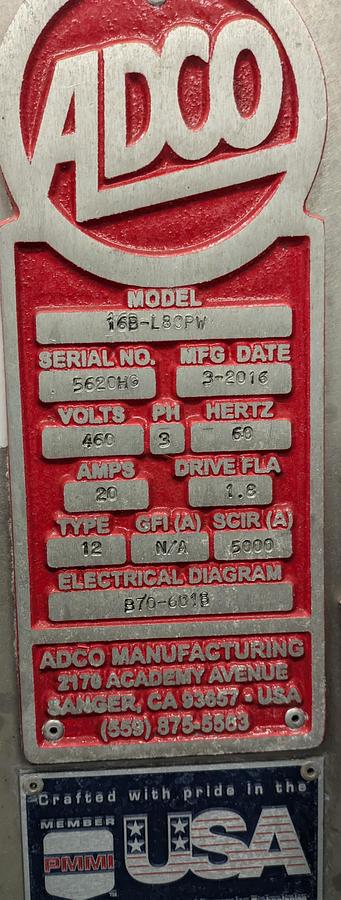 ADCO
MODEL
16B-L80PW
SERIAL NO. MFG DATE
5620HG 3-2016
VOLTS PH HERTZ
460 3 60
AMPS DRIVE FLA
20 1.8
TYPE GFI (A) SCIR (A)
12 N/A 5000
ELECTRICAL DIAGRAM
B70-601B
ADCO MANUFACTURING
2170 ACADEMY AVENUE
SANGER, CA 93657 • USA
(559) 875-5563
Crafted with pride in the
MEMBER
PMMI
USA